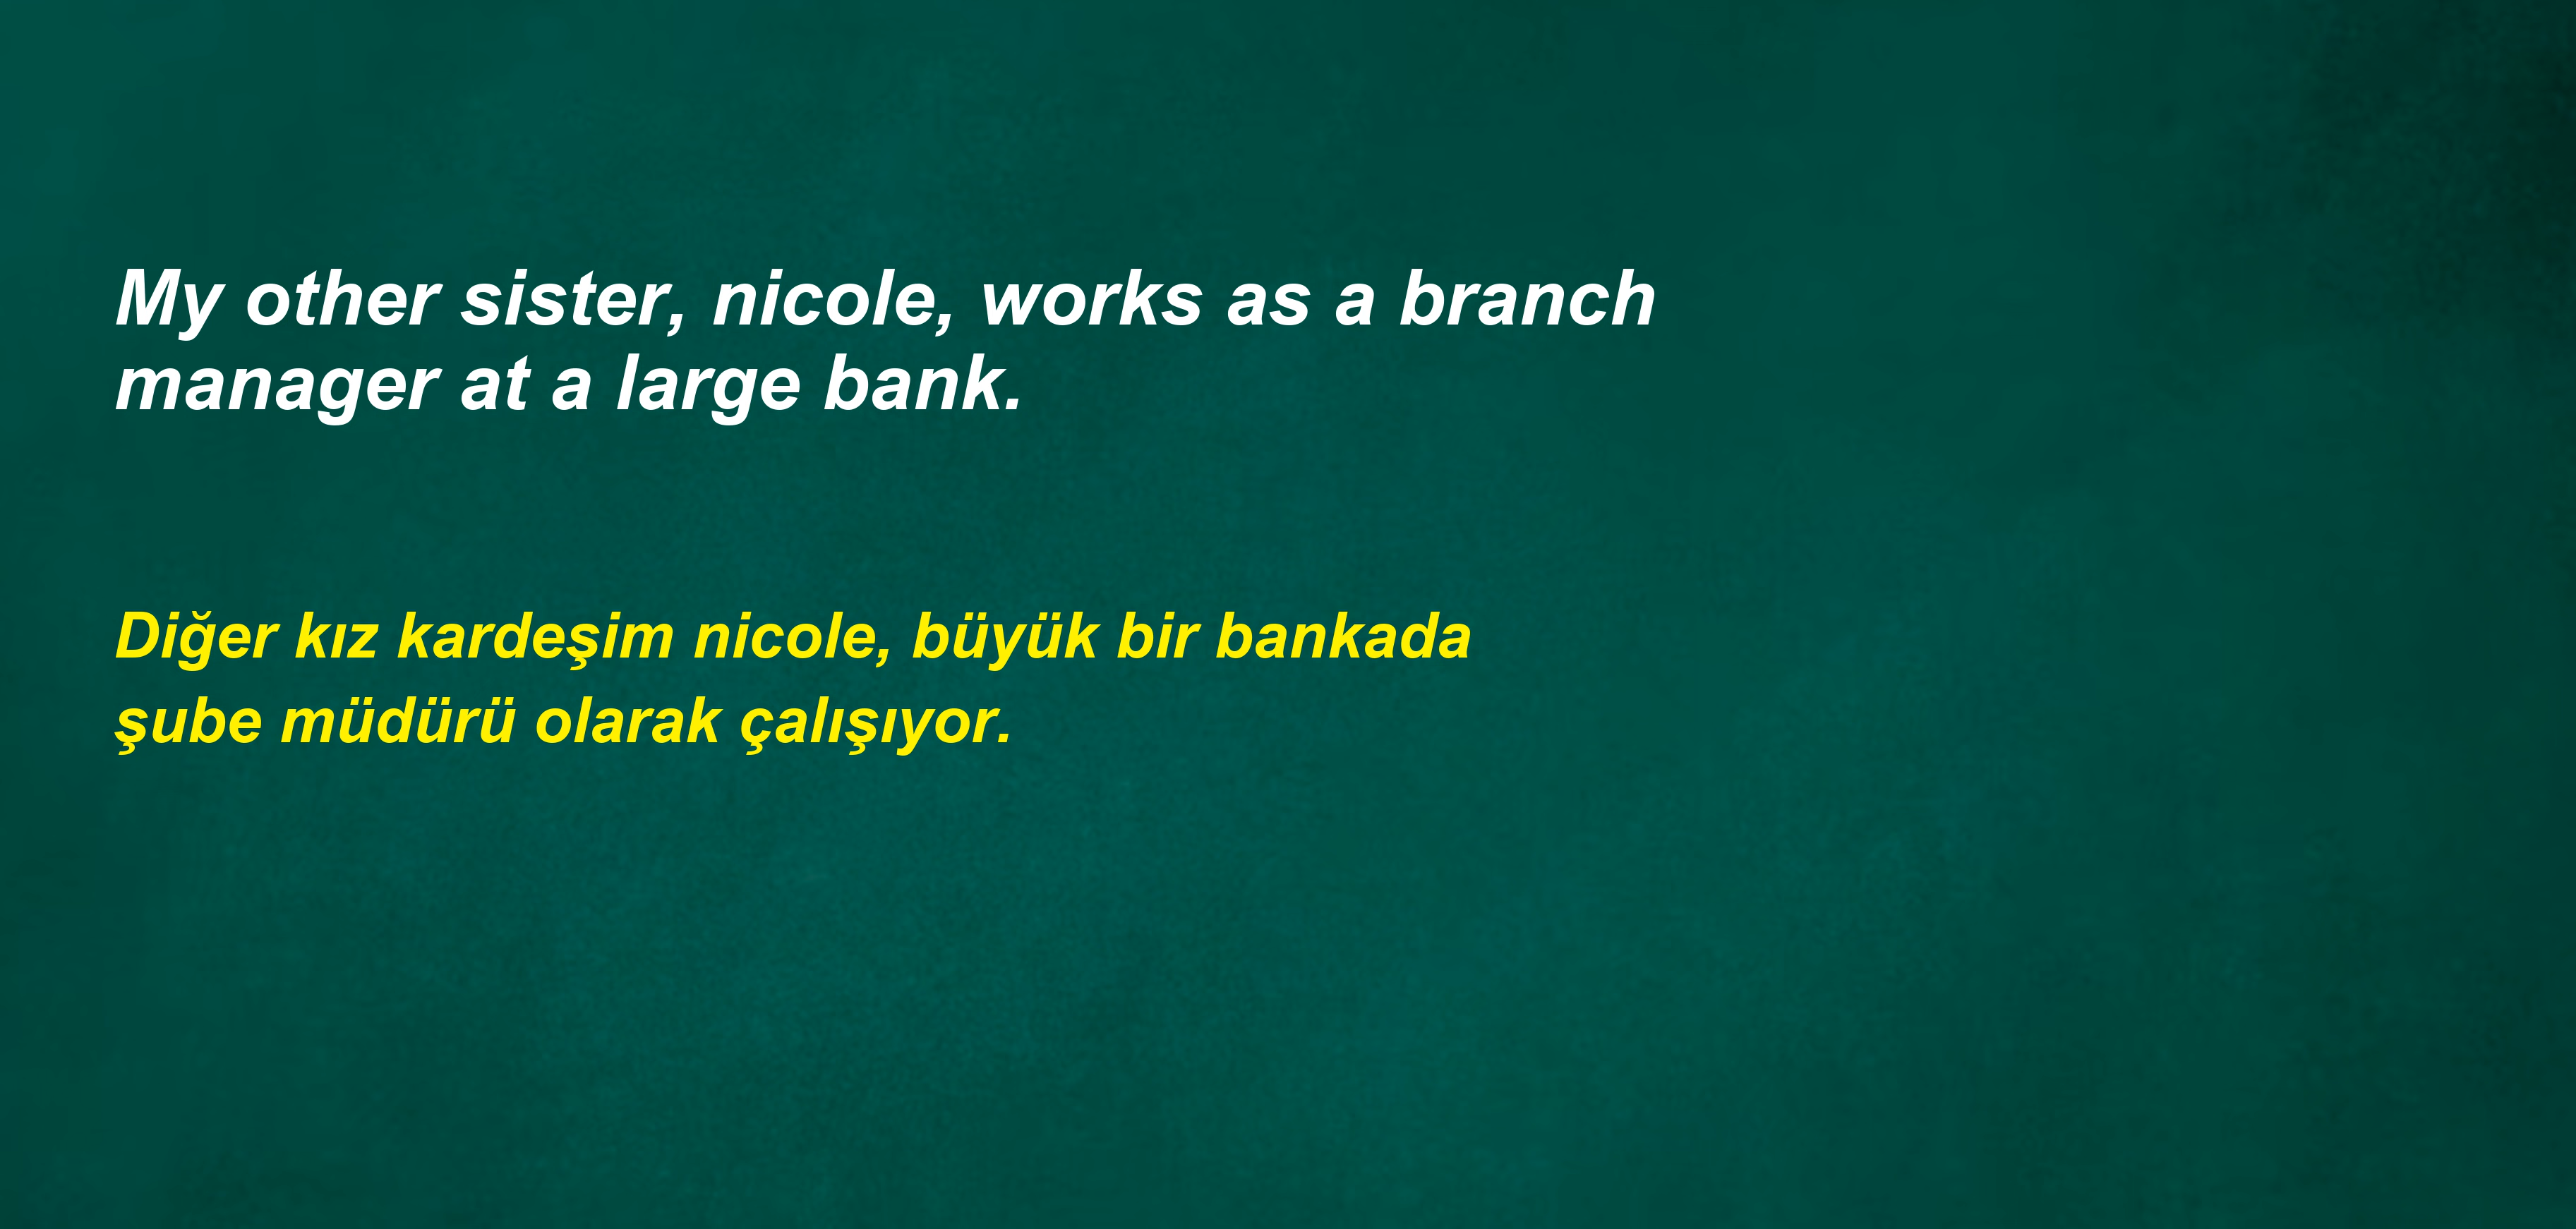 My other sister, nicole, works as a branch
manager at a large bank.
Diğer kız kardeşim nicole, büyük bir bankada
şube müdürü olarak çalışıyor.